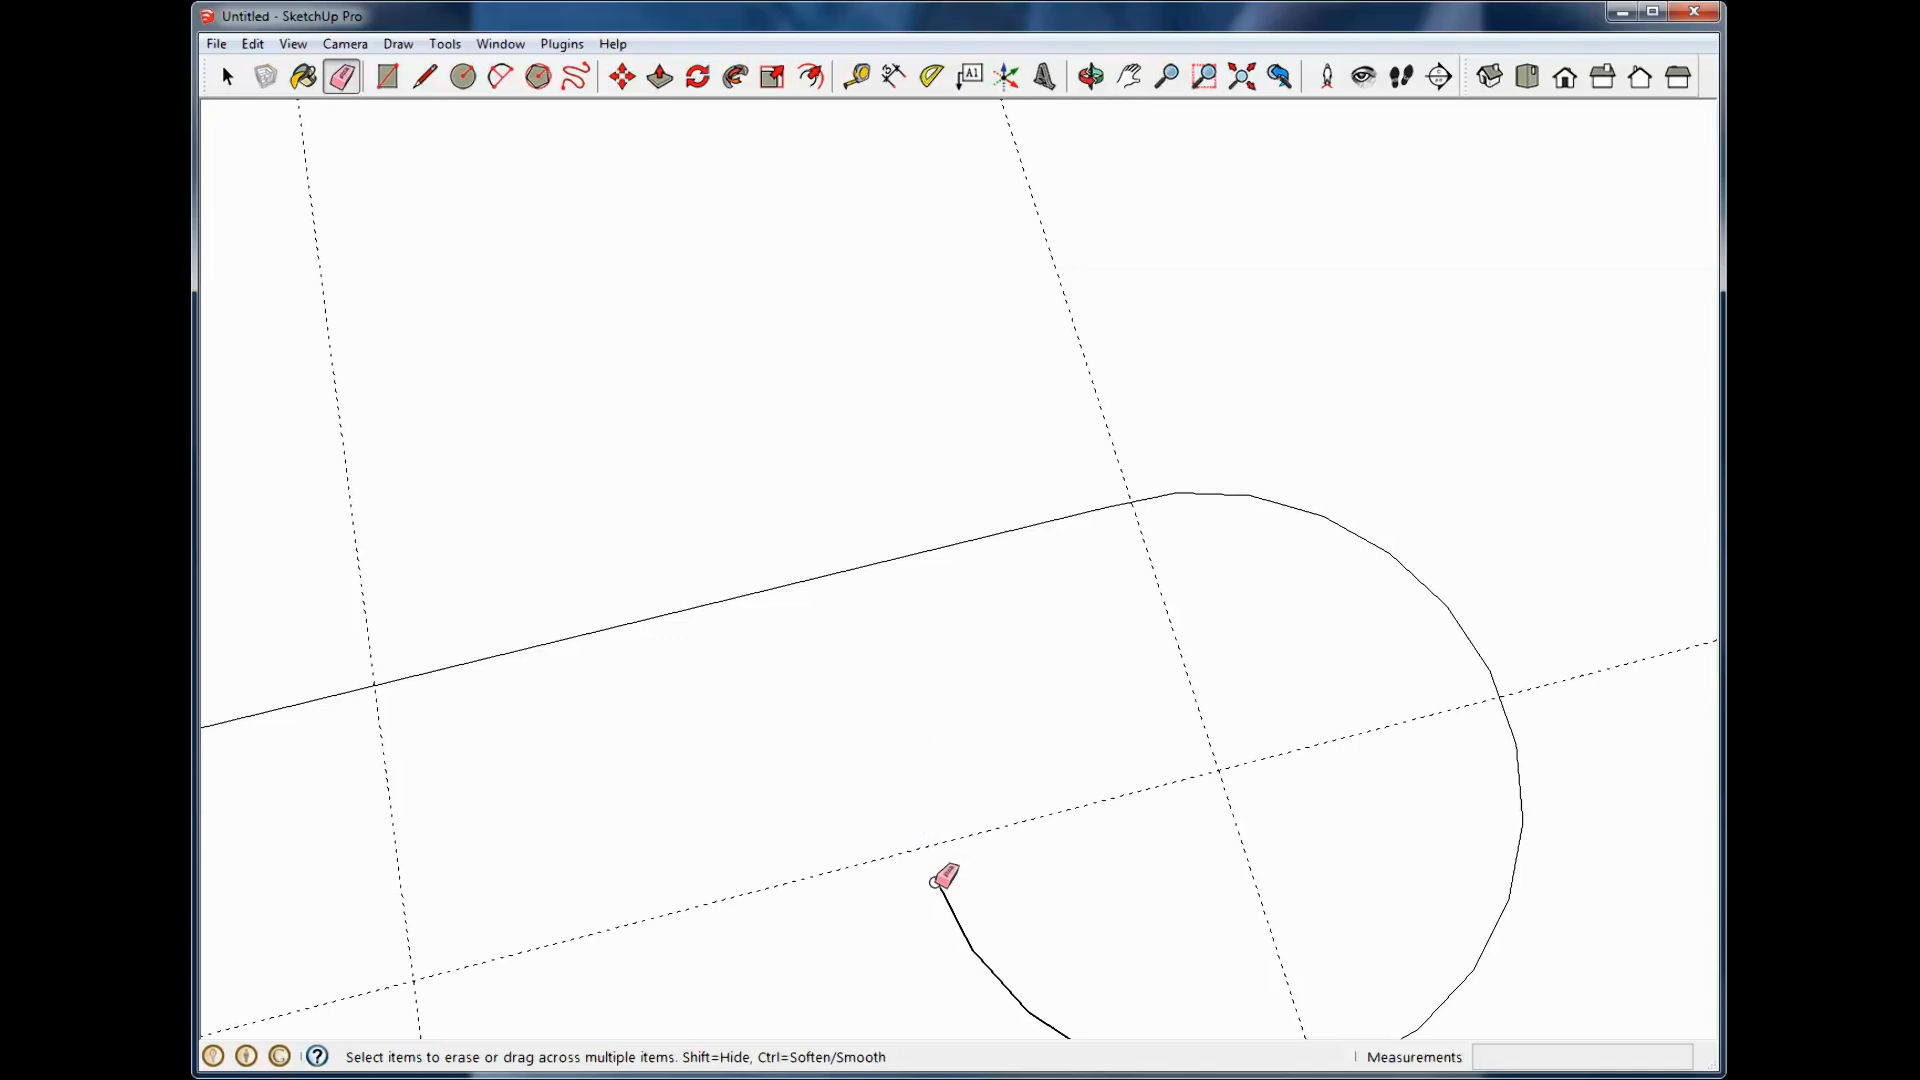 Untitled - SketchUp Pro
File Edit View Camera Draw Tools Window Plugins Help
A1
Select items to erase or drag across multiple items. Shift=Hide, Ctrl=Soften/Smooth
Measurements